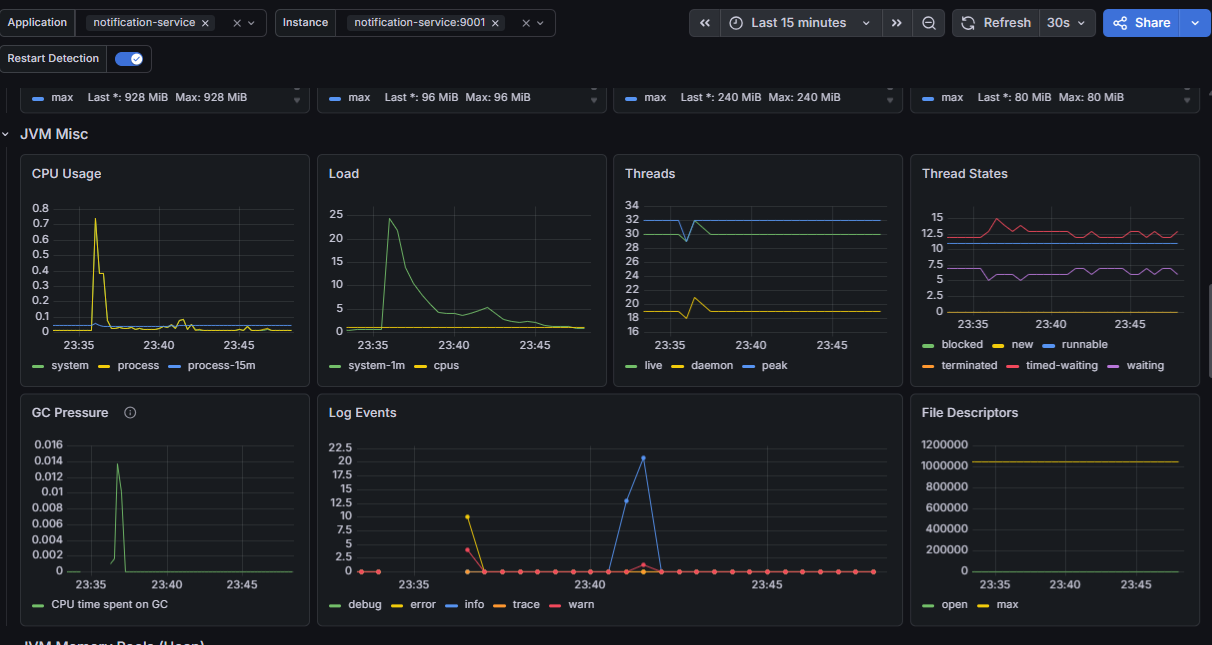 Application notification-service × × Instance notification-service:9001 × × Last 15 minutes Refresh 30s Share
Restart Detection
max Last *: 928 MiB Max: 928 MiB max Last *: 96 MiB Max: 96 MiB max Last *: 240 MiB Max: 240 MiB max Last *: 80 MiB Max: 80 MiB
JVM Misc
CPU Usage
0.8
0.7
0.6
0.5
0.4
0.3
0.2
0.1
0
23:35 23:40 23:45
system process process-15m
Load
25
20
15
10
5
0
23:35 23:40 23:45
system-1m cpus
Threads
34
32
30
28
26
24
22
20
18
16
23:35 23:40 23:45
live daemon peak
Thread States
15
12.5
10
7.5
5
2.5
0
23:35 23:40 23:45
blocked new runnable
terminated timed-waiting waiting
GC Pressure
0.016
0.014
0.012
0.01
0.008
0.006
0.004
0.002
0
23:35 23:40 23:45
CPU time spent on GC
Log Events
22.5
20
17.5
15
12.5
10
7.5
5
2.5
0
23:35 23:40 23:45
debug error info trace warn
File Descriptors
1200000
1000000
800000
600000
400000
200000
0
23:35 23:40 23:45
open max
JVM Memory Pools (Heap)